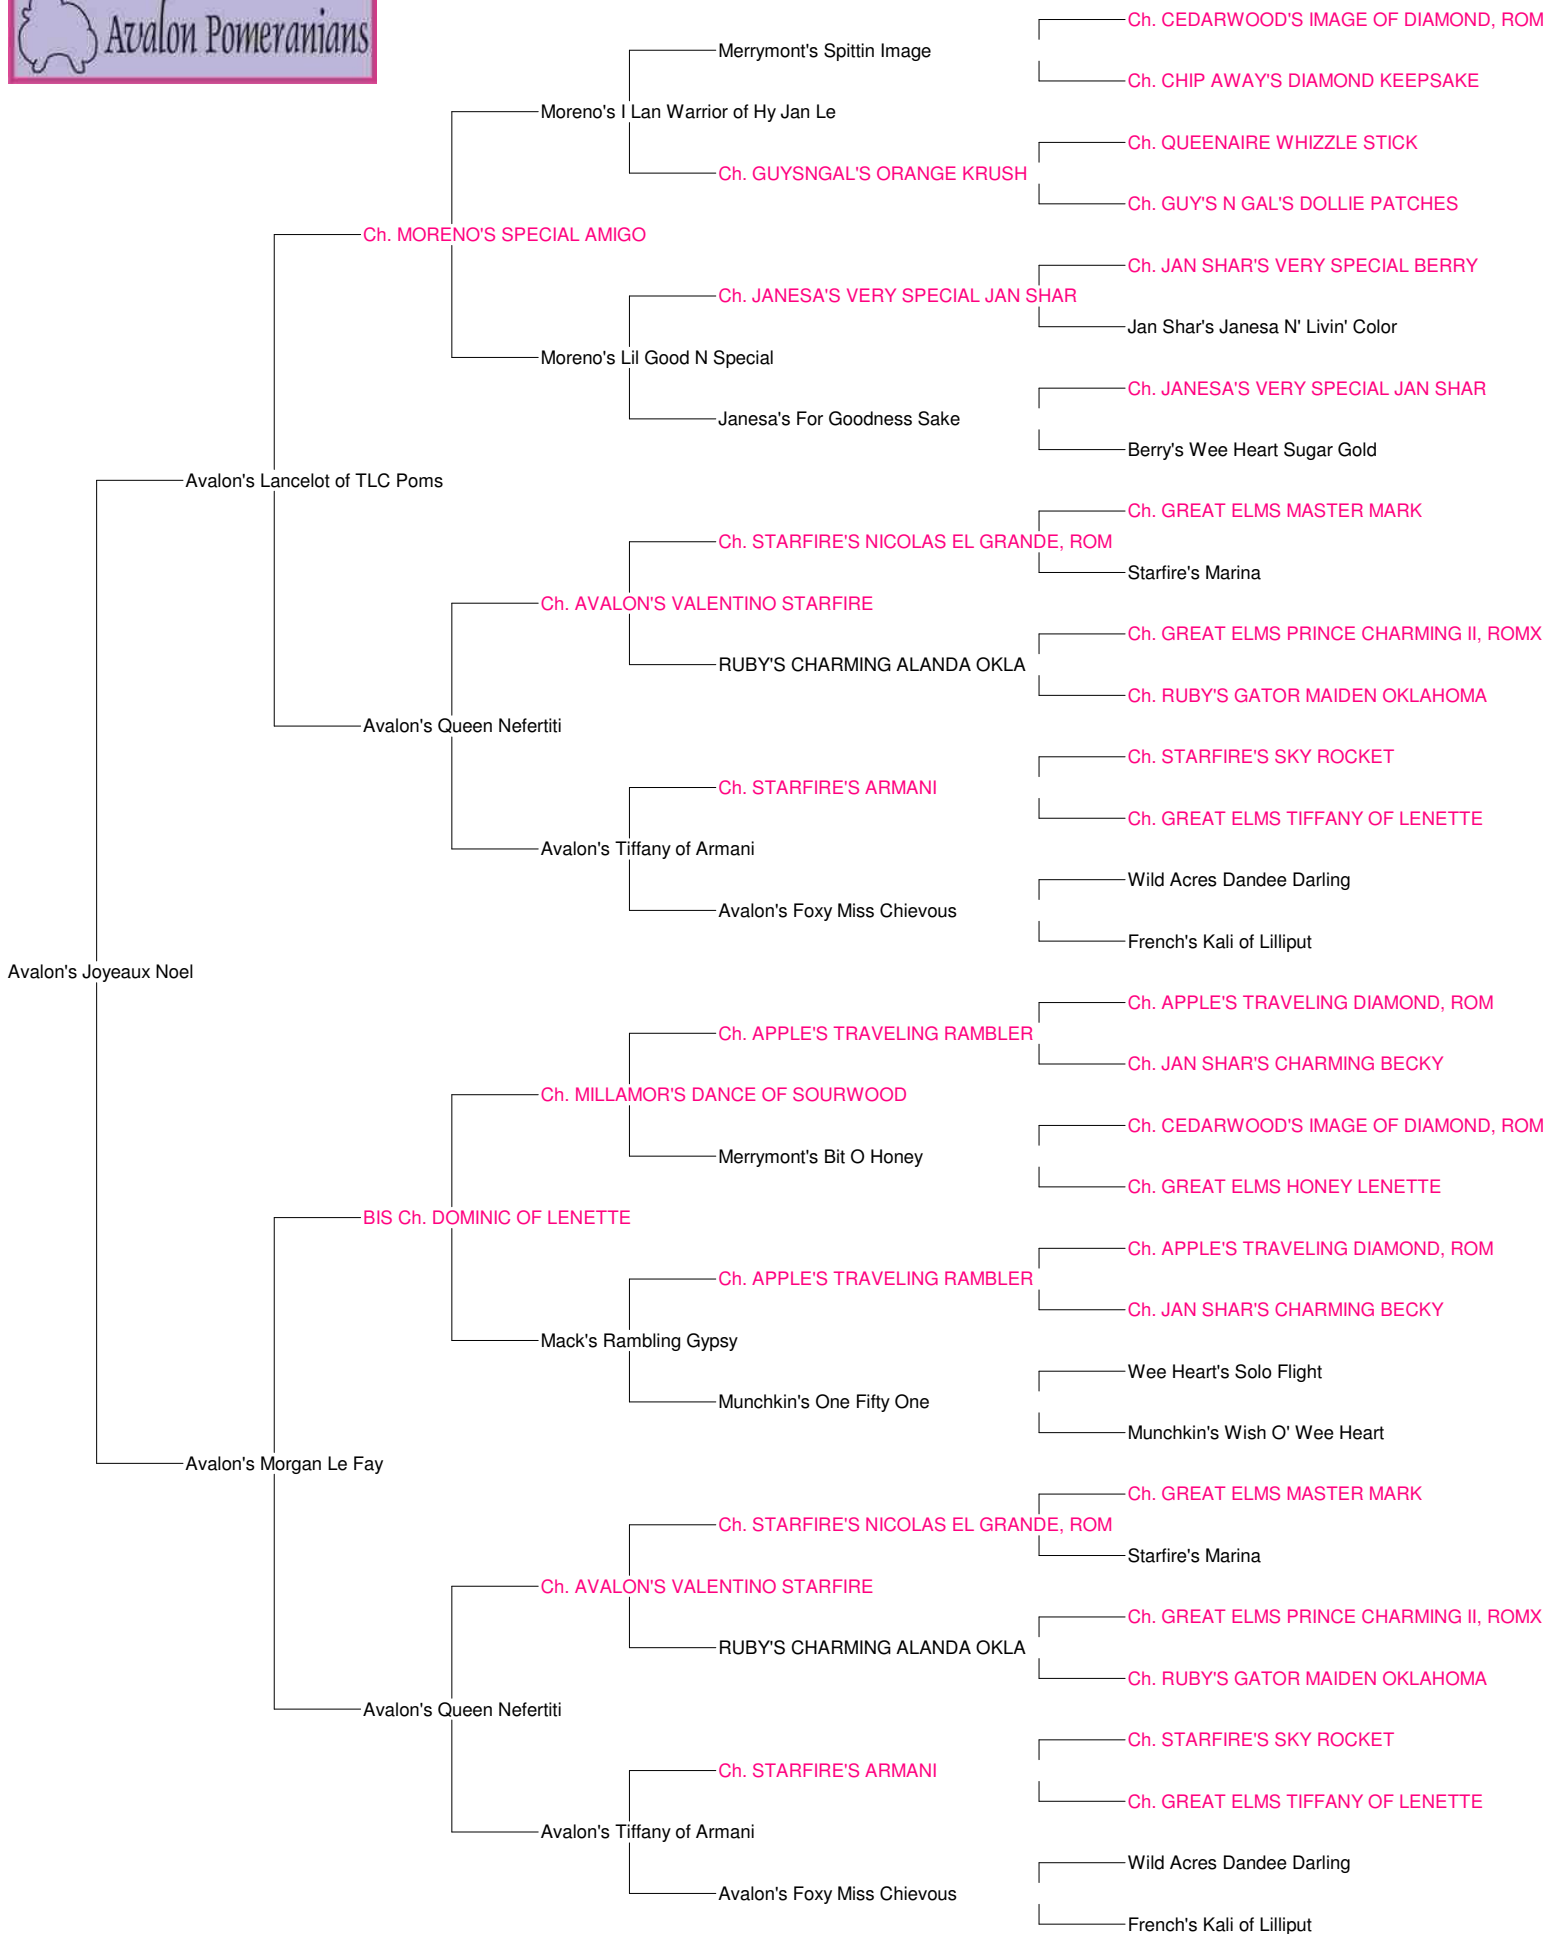 Avalon Pomeranians
Ch. CEDARWOOD'S IMAGE OF DIAMOND, ROM
Merrymont's Spittin Image
Ch. CHIP AWAY'S DIAMOND KEEPSAKE
Moreno's I Lan Warrior of Hy Jan Le
Ch. QUEENAIRE WHIZZLE STICK
Ch. GUYSNGAL'S ORANGE KRUSH
Ch. GUY'S N GAL'S DOLLIE PATCHES
Ch. MORENO'S SPECIAL AMIGO
Ch. JAN SHAR'S VERY SPECIAL BERRY
Ch. JANESA'S VERY SPECIAL JAN SHAR
Jan Shar's Janesa N' Livin' Color
Moreno's Lil Good N Special
Ch. JANESA'S VERY SPECIAL JAN SHAR
Janesa's For Goodness Sake
Berry's Wee Heart Sugar Gold
Avalon's Lancelot of TLC Poms
Ch. GREAT ELMS MASTER MARK
Ch. STARFIRE'S NICOLAS EL GRANDE, ROM
Starfire's Marina
Ch. AVALON'S VALENTINO STARFIRE
Ch. GREAT ELMS PRINCE CHARMING II, ROMX
RUBY'S CHARMING ALANDA OKLA
Ch. RUBY'S GATOR MAIDEN OKLAHOMA
Avalon's Queen Nefertiti
Ch. STARFIRE'S SKY ROCKET
Ch. STARFIRE'S ARMANI
Ch. GREAT ELMS TIFFANY OF LENETTE
Avalon's Tiffany of Armani
Wild Acres Dandee Darling
Avalon's Foxy Miss Chievous
French's Kali of Lilliput
Avalon's Joyeaux Noel
Ch. APPLE'S TRAVELING DIAMOND, ROM
Ch. APPLE'S TRAVELING RAMBLER
Ch. JAN SHAR'S CHARMING BECKY
Ch. MILLAMOR'S DANCE OF SOURWOOD
Ch. CEDARWOOD'S IMAGE OF DIAMOND, ROM
Merrymont's Bit O Honey
Ch. GREAT ELMS HONEY LENETTE
BIS Ch. DOMINIC OF LENETTE
Ch. APPLE'S TRAVELING DIAMOND, ROM
Ch. APPLE'S TRAVELING RAMBLER
Ch. JAN SHAR'S CHARMING BECKY
Mack's Rambling Gypsy
Wee Heart's Solo Flight
Munchkin's One Fifty One
Munchkin's Wish O' Wee Heart
Avalon's Morgan Le Fay
Ch. GREAT ELMS MASTER MARK
Ch. STARFIRE'S NICOLAS EL GRANDE, ROM
Starfire's Marina
Ch. AVALON'S VALENTINO STARFIRE
Ch. GREAT ELMS PRINCE CHARMING II, ROMX
RUBY'S CHARMING ALANDA OKLA
Ch. RUBY'S GATOR MAIDEN OKLAHOMA
Avalon's Queen Nefertiti
Ch. STARFIRE'S SKY ROCKET
Ch. STARFIRE'S ARMANI
Ch. GREAT ELMS TIFFANY OF LENETTE
Avalon's Tiffany of Armani
Wild Acres Dandee Darling
Avalon's Foxy Miss Chievous
French's Kali of Lilliput